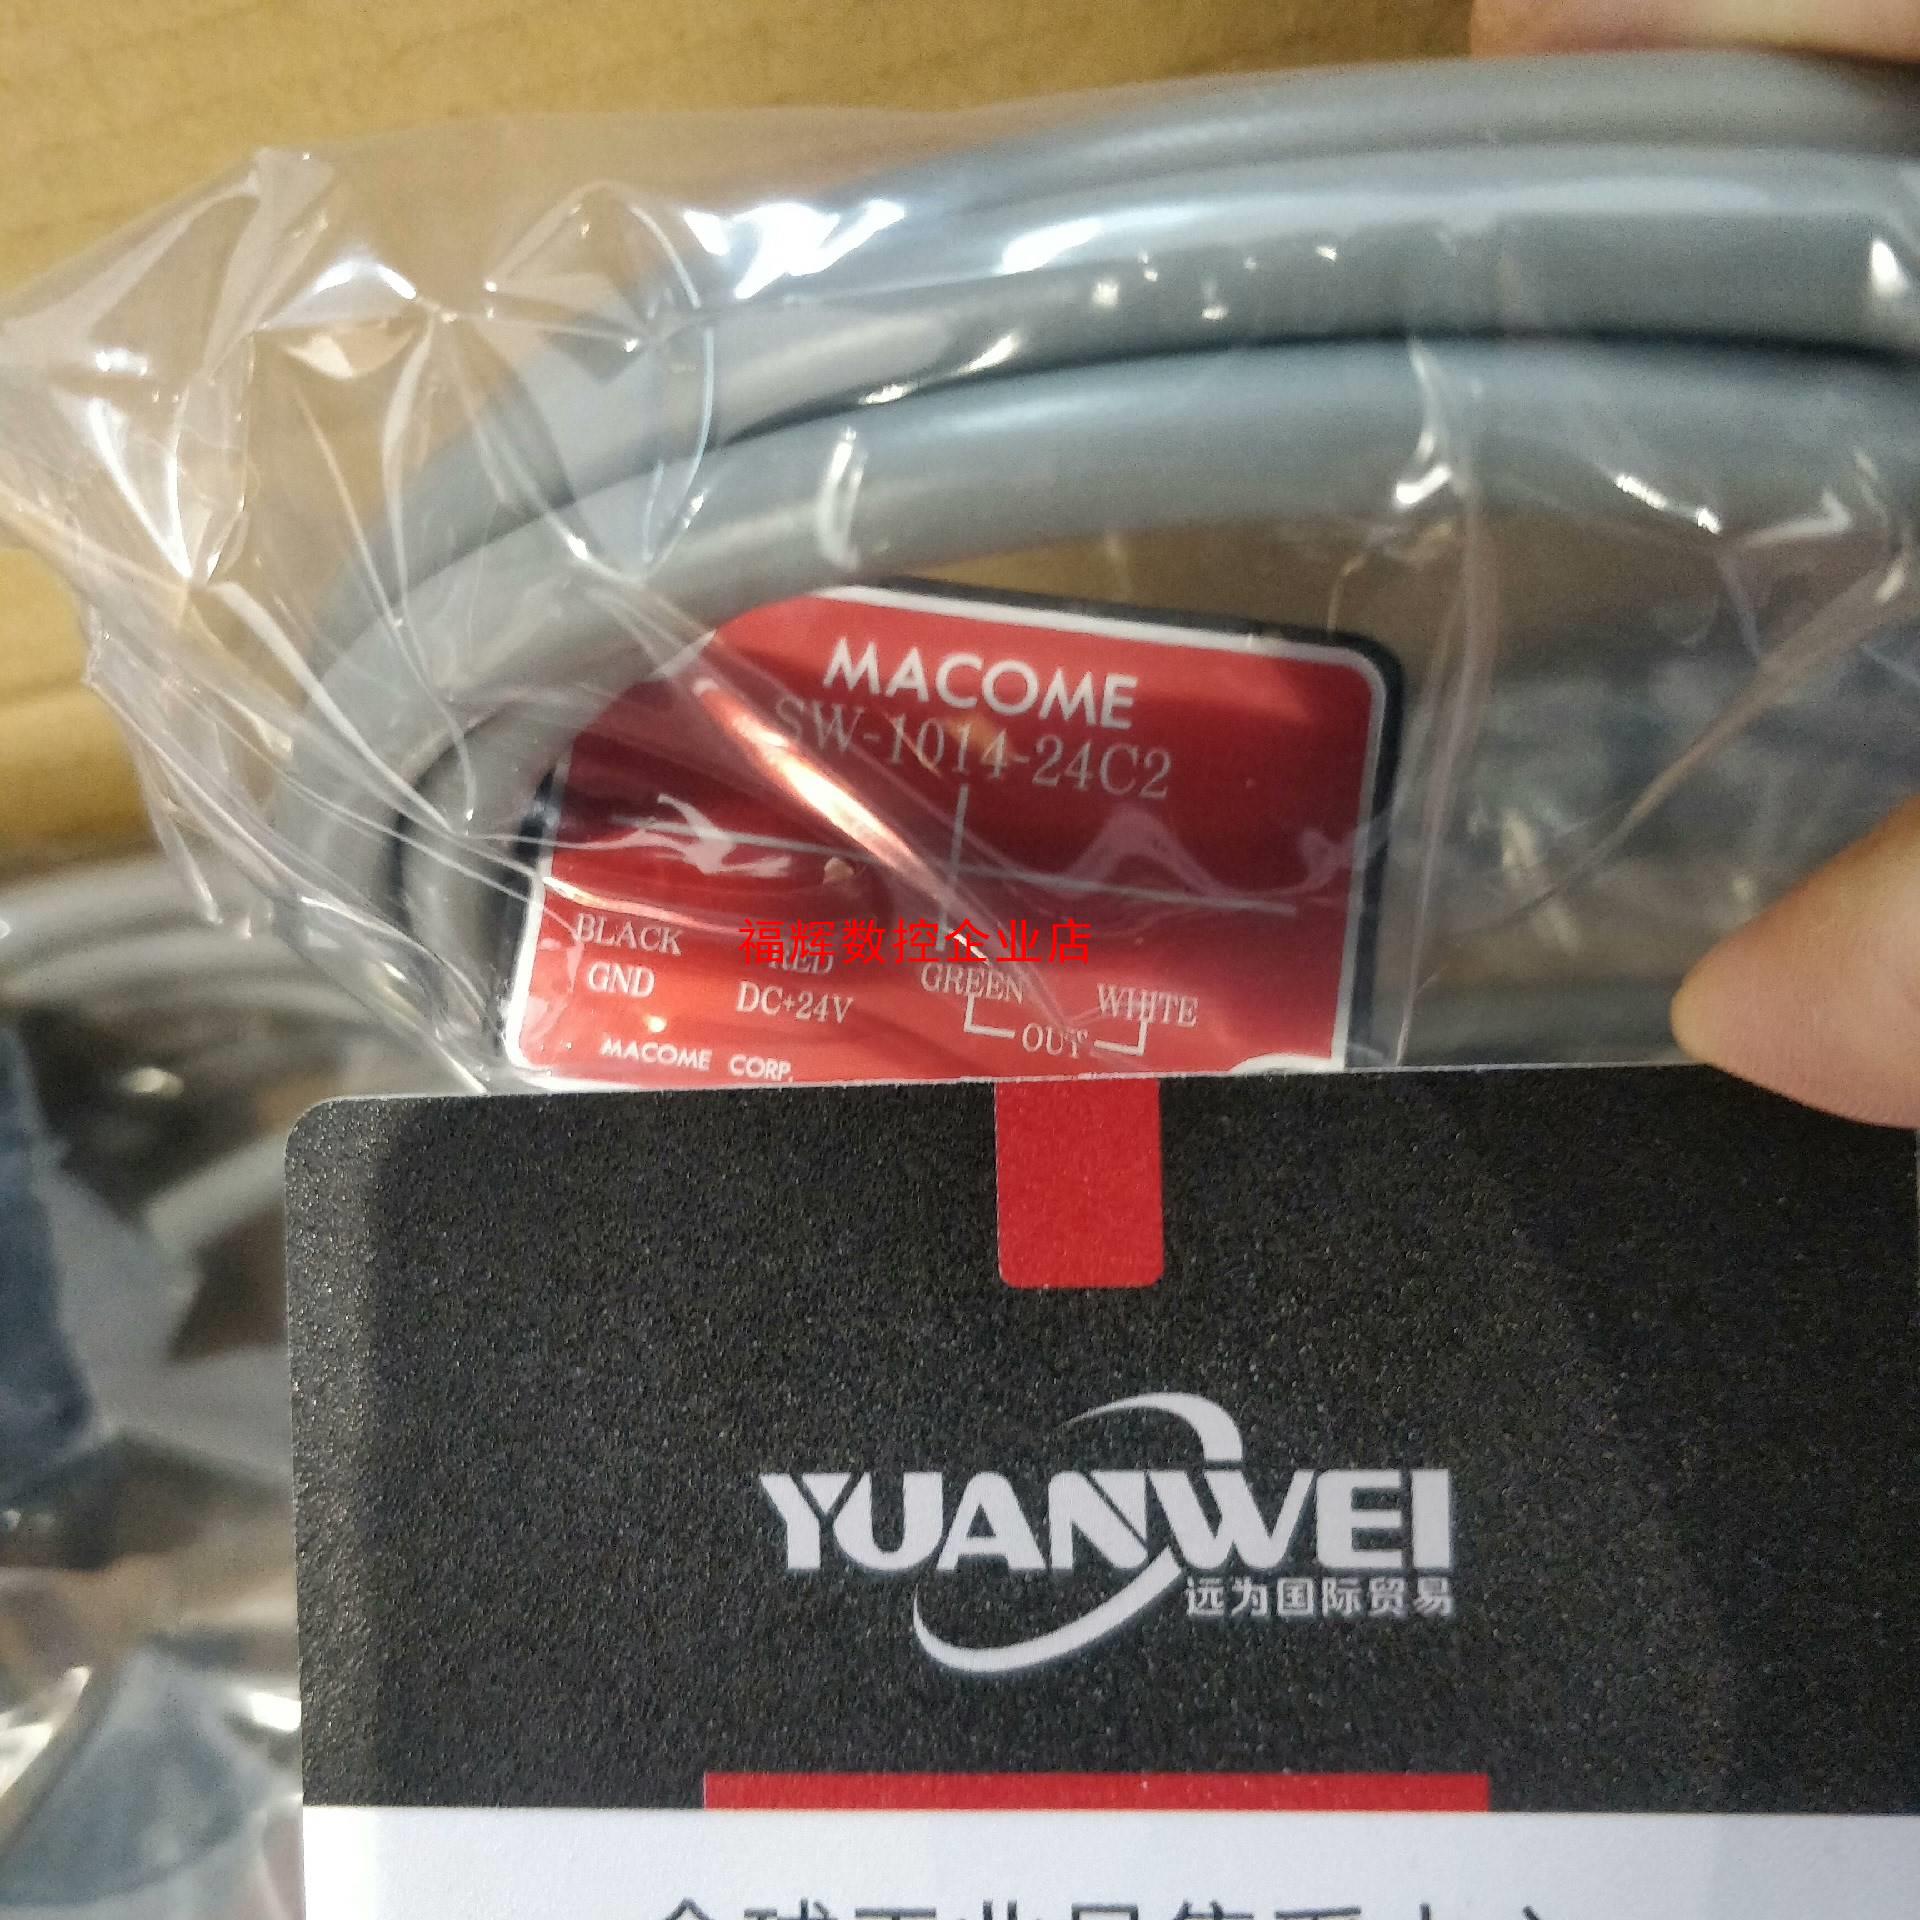 MACOME
SW-1014-24C2
BLACK RED GREEN WHITE
GND DC+24V OUT
MACOME CORP.
福辉数控企业店
YUANWEI
远为国际贸易